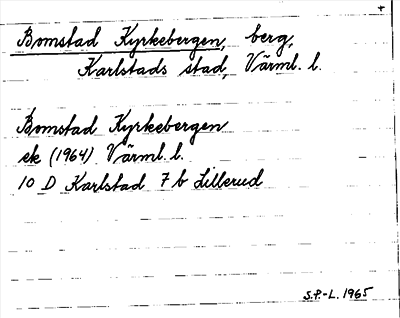 +
Bomstad Kyrkebergen, berg,
Karlstads stad, Värml. l.
Bomstad Kyrkebergen
ek (1964) Värml. l.
10 D Karlstad 7 b Lillerud
S.P.-L. 1965